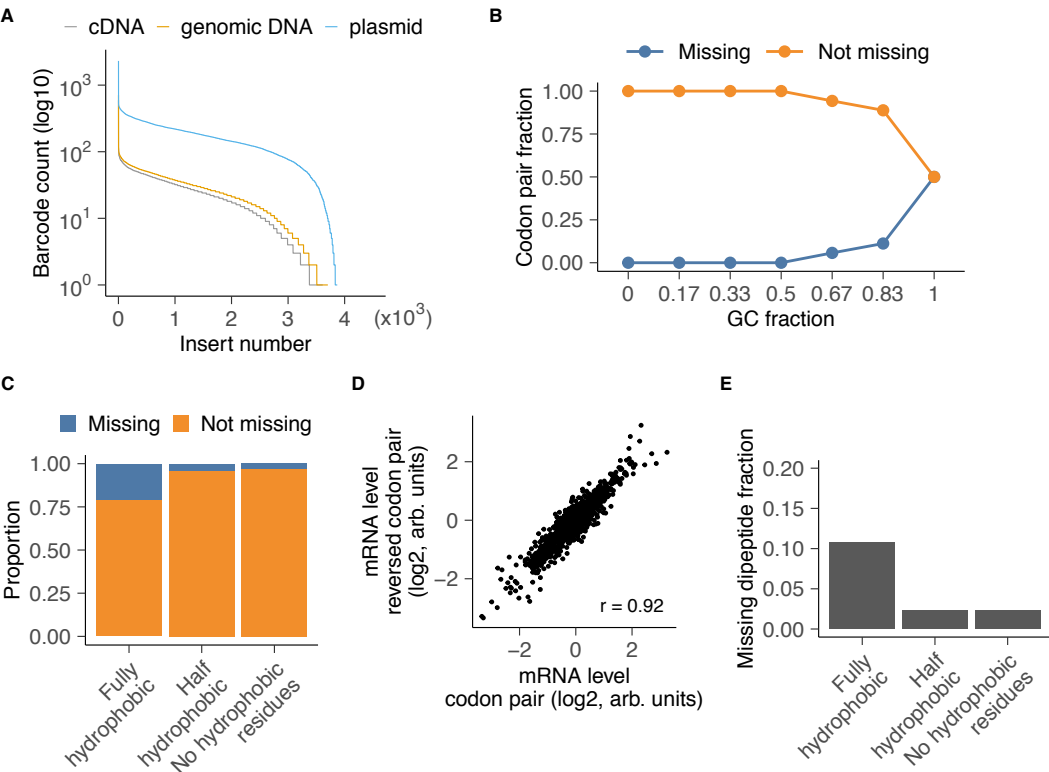 A
cDNA genomic DNA plasmid
Barcode count (log10)
10³
10²
10¹
10⁰
0 1 2 3 4 (x10³)
Insert number
B
Missing Not missing
Codon pair fraction
1.00
0.75
0.50
0.25
0.00
0 0.17 0.33 0.5 0.67 0.83 1
GC fraction
C
Missing Not missing
Proportion
1.00
0.75
0.50
0.25
0.00
Fully
hydrophobic
Half
hydrophobic
No hydrophobic
residues
D
mRNA level
reversed codon pair
(log2, arb. units)
2
0
−2
r = 0.92
−2 0 2
mRNA level
codon pair (log2, arb. units)
E
Missing dipeptide fraction
0.20
0.15
0.10
0.05
0.00
Fully
hydrophobic
Half
hydrophobic
No hydrophobic
residues